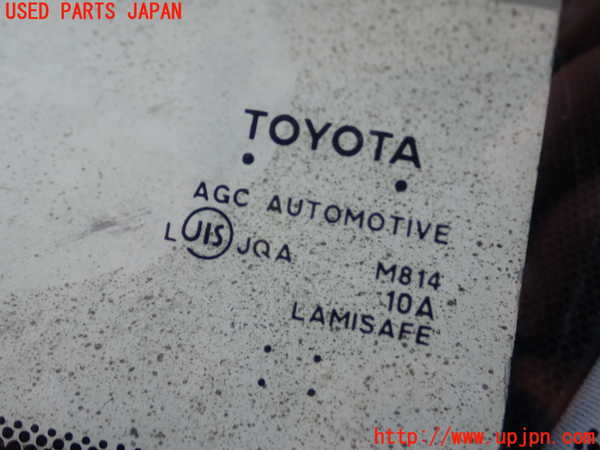 USED PARTS JAPAN
TOYOTA
AGC AUTOMOTIVE
L JIS JQA
M814
10A
LAMISAFE
http://www.upjpn.com